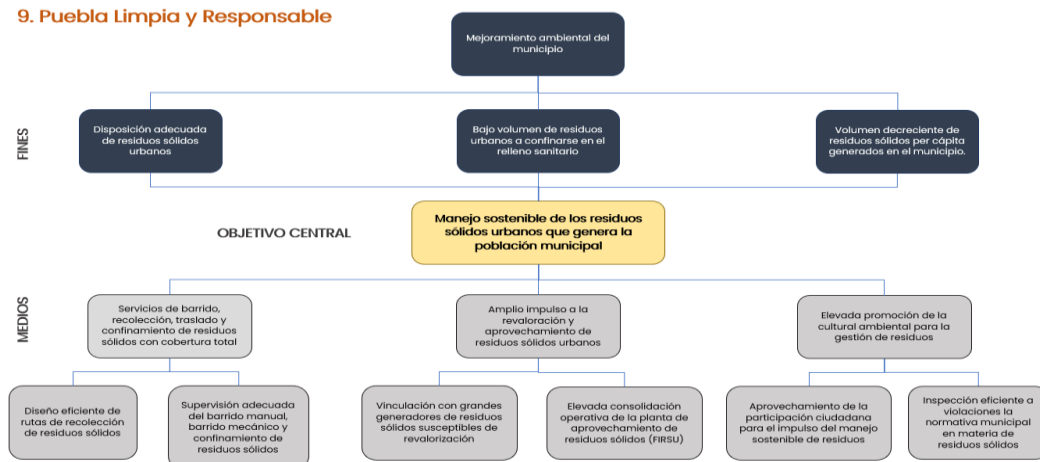 9. Puebla Limpia y Responsable
Mejoramiento ambiental del
municipio
FINES
Disposición adecuada
de residuos sólidos
urbanos
Bajo volumen de residuos
urbanos a confinarse en el
relleno sanitario
Volumen decreciente de
residuos sólidos per cápita
generados en el municipio.
OBJETIVO CENTRAL
Manejo sostenible de los residuos
sólidos urbanos que genera la
población municipal
MEDIOS
Servicios de barrido,
recolección, traslado y
confinamiento de residuos
sólidos con cobertura total
Amplio impulso a la
revaloración y
aprovechamiento de
residuos sólidos urbanos
Elevada promoción de la
cultural ambiental para la
gestión de residuos
Diseño eficiente de
rutas de recolección
de residuos sólidos
Supervisión adecuada
del barrido manual,
barrido mecánico y
confinamiento de
residuos sólidos
Vinculación con grandes
generadores de residuos
sólidos susceptibles de
revalorización
Elevada consolidación
operativa de la planta de
aprovechamiento de
residuos sólidos (FIRSU)
Aprovechamiento de la
participación ciudadana
para el impulso del manejo
sostenible de residuos
Inspección eficiente a
violaciones la
normativa municipal
en materia de
residuos sólidos